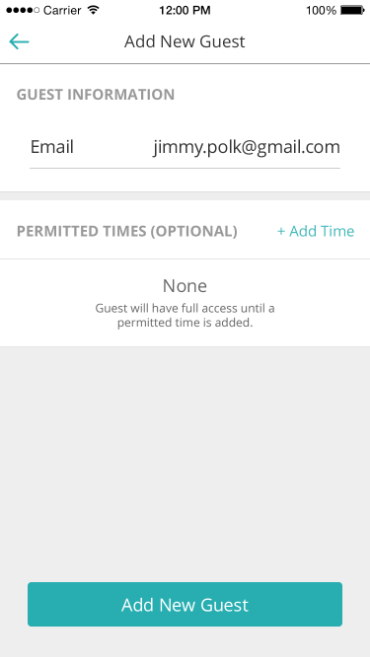 Carrier 12:00 PM 100%
Add New Guest
GUEST INFORMATION
Email jimmy.polk@gmail.com
PERMITTED TIMES (OPTIONAL) + Add Time
None
Guest will have full access until a
permitted time is added.
Add New Guest